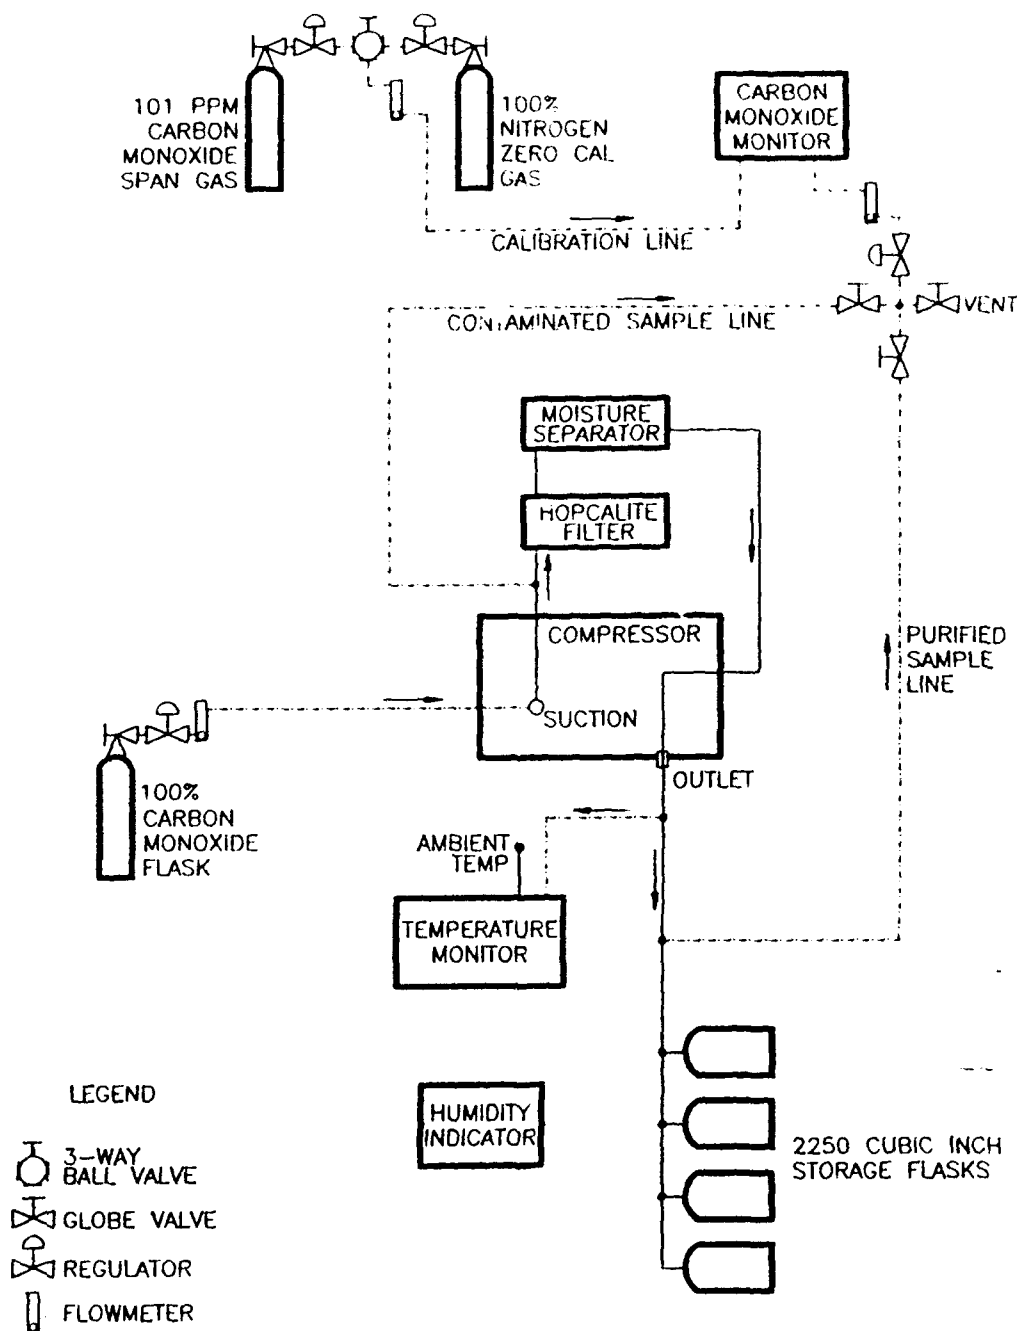 101 PPM
CARBON
MONOXIDE
SPAN GAS
100%
NITROGEN
ZERO CAL
GAS
CARBON
MONOXIDE
MONITOR
CALIBRATION LINE
CONTAMINATED SAMPLE LINE
VENT
MOISTURE
SEPARATOR
HOPCALITE
FILTER
COMPRESSOR
SUCTION
PURIFIED
SAMPLE
LINE
OUTLET
100%
CARBON
MONOXIDE
FLASK
AMBIENT
TEMP
TEMPERATURE
MONITOR
HUMIDITY
INDICATOR
2250 CUBIC INCH
STORAGE FLASKS
LEGEND
3-WAY
BALL VALVE
GLOBE VALVE
REGULATOR
FLOWMETER